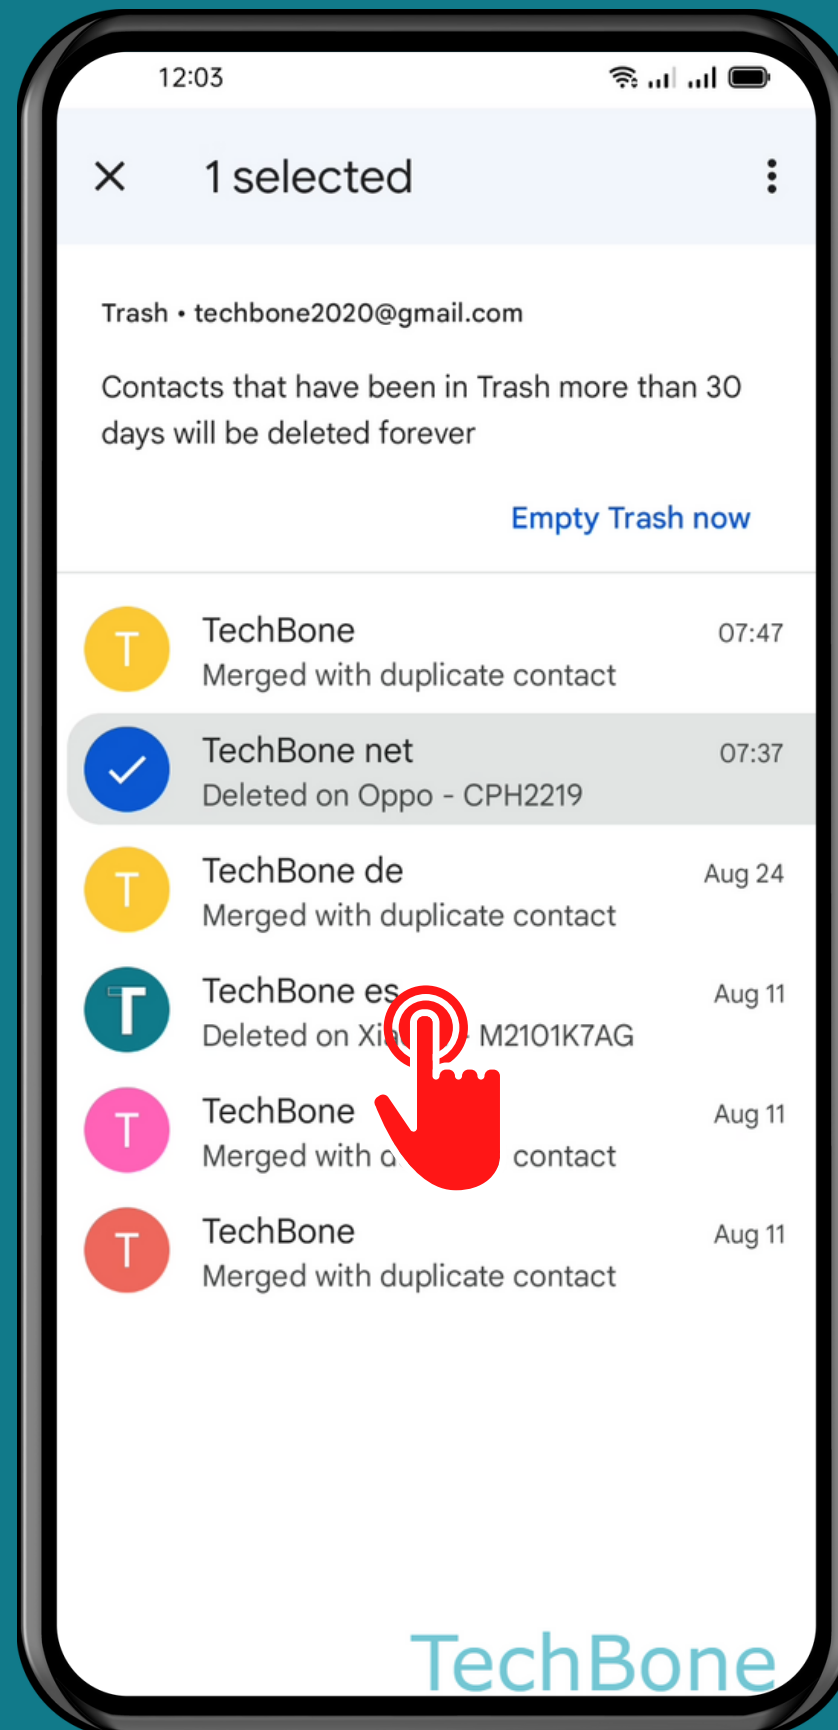 12:03
1 selected
Trash • techbone2020@gmail.com
Contacts that have been in Trash more than 30
days will be deleted forever
Empty Trash now
T
TechBone 07:47
Merged with duplicate contact
TechBone net 07:37
Deleted on Oppo - CPH2219
T
TechBone de Aug 24
Merged with duplicate contact
T
TechBone es Aug 11
Deleted on M2101K7AG
T
TechBone Aug 11
Merged with contact
T
TechBone Aug 11
Merged with duplicate contact
TechBone